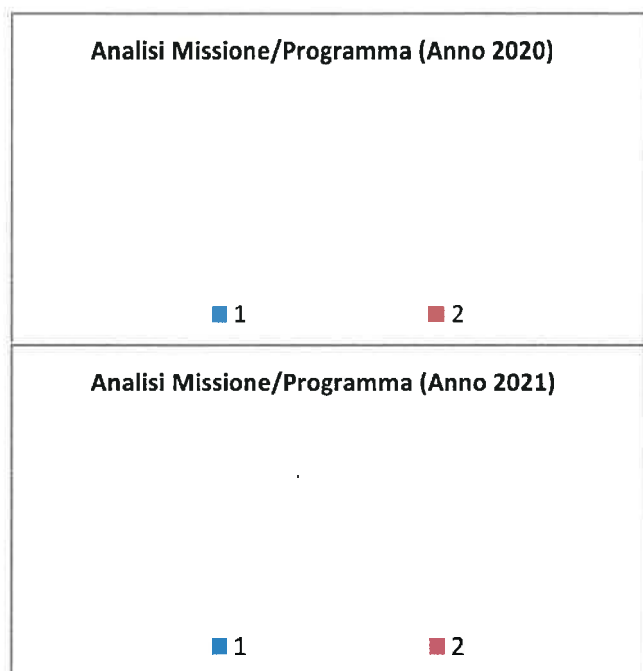 Analisi Missione/Programma (Anno 2020)
1 2
Analisi Missione/Programma (Anno 2021)
1 2